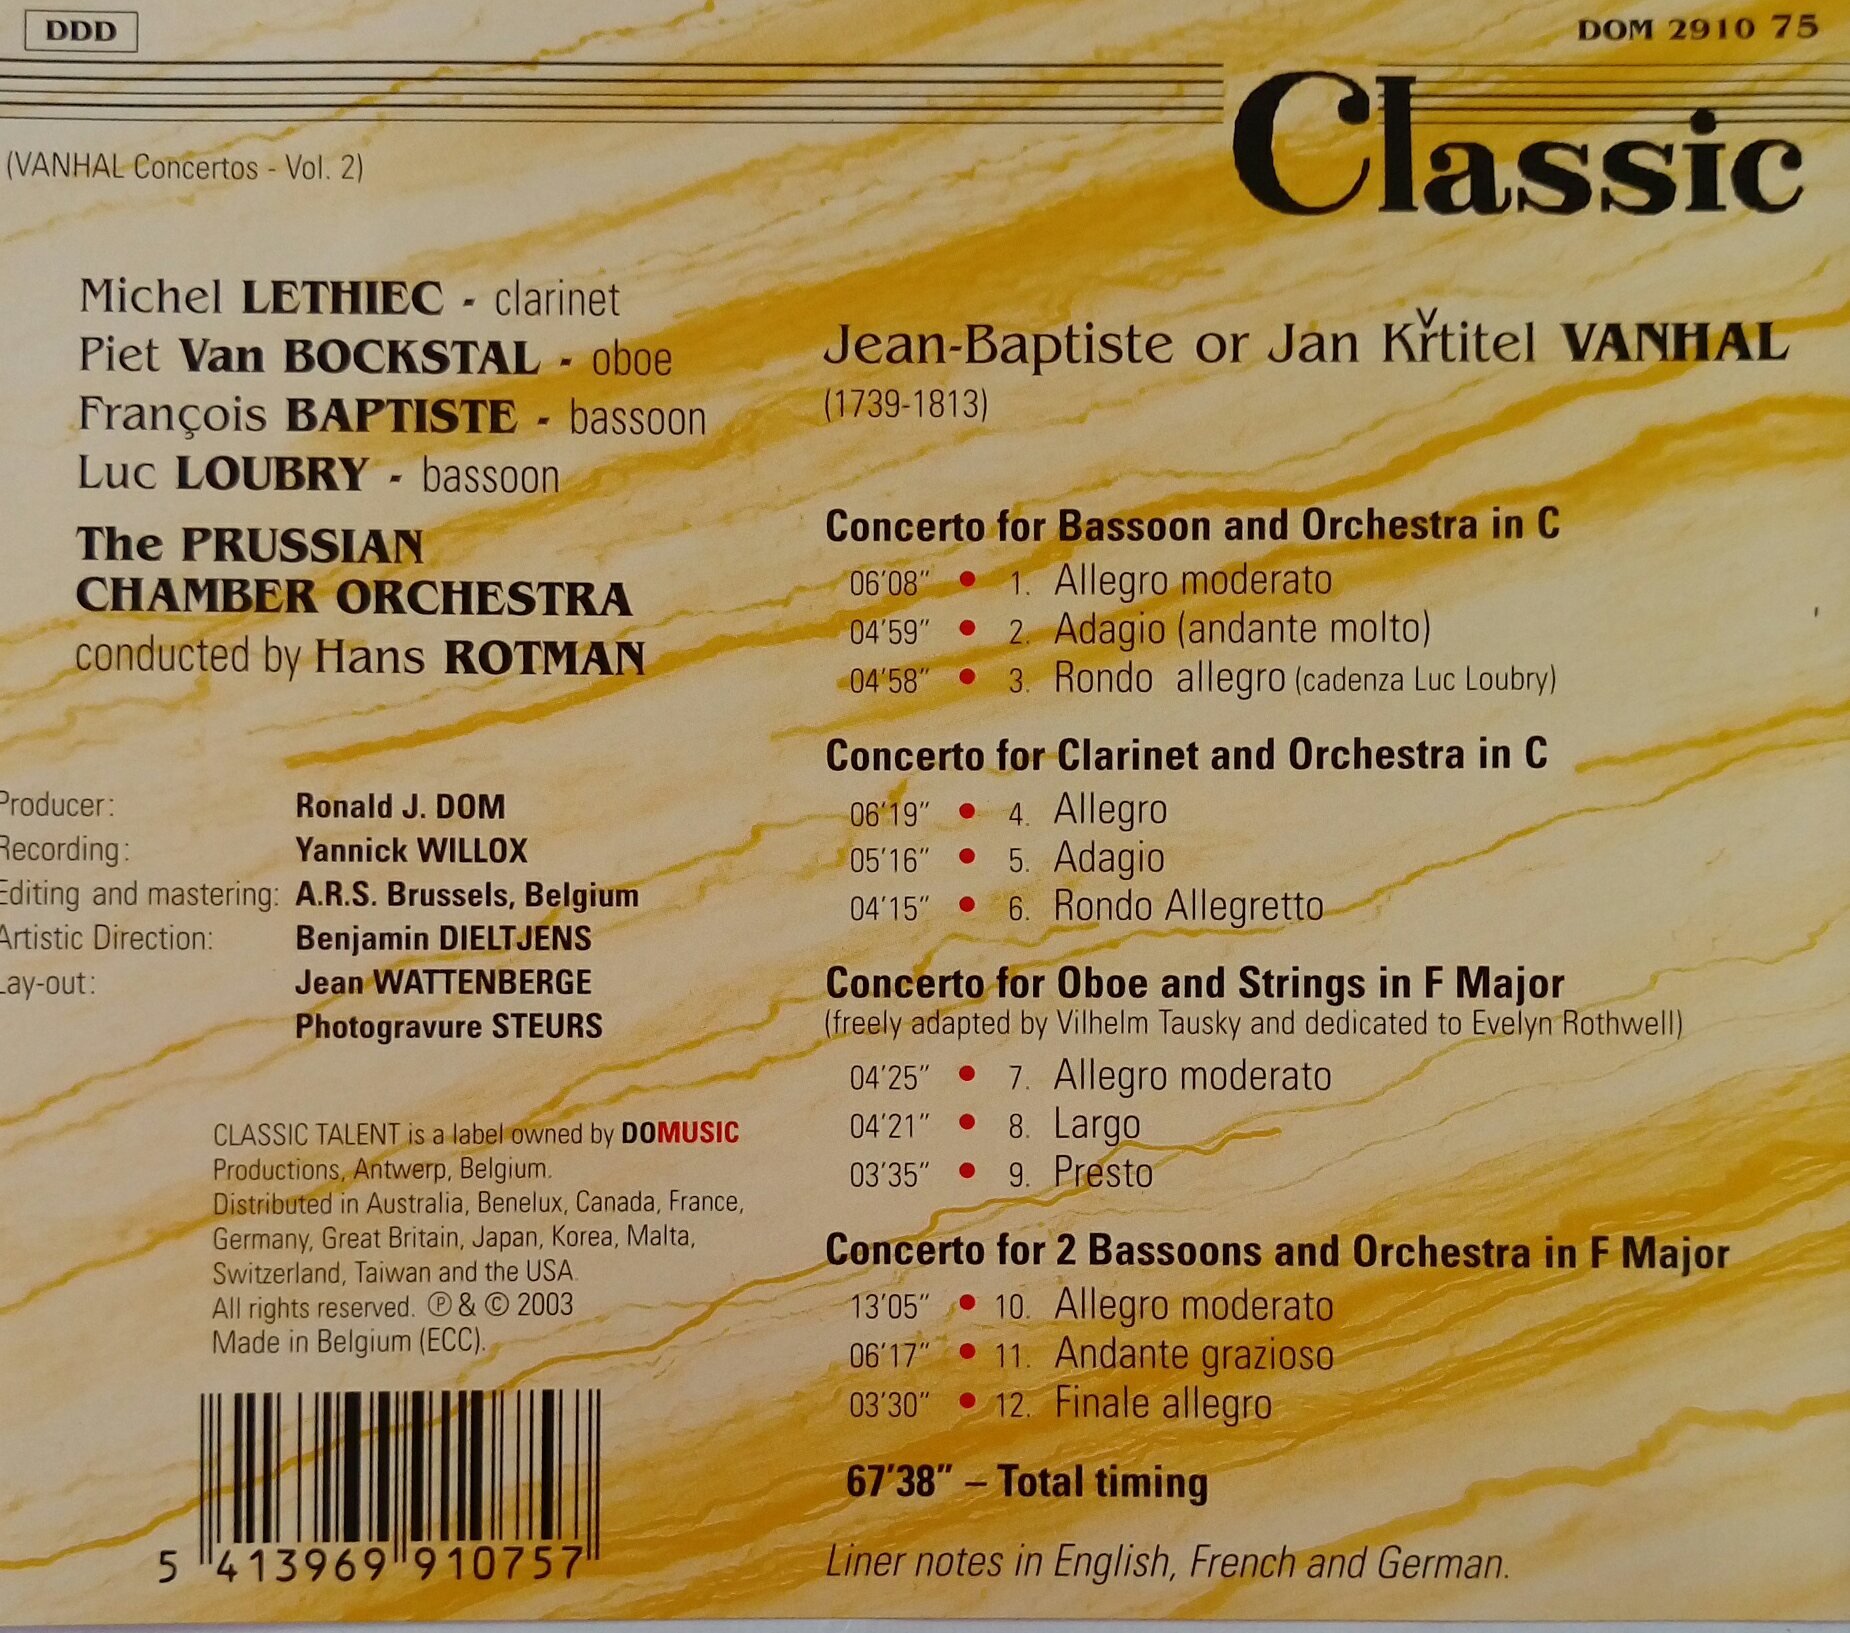 DDD
DOM 2910 75
Classic
(VANHAL Concertos - Vol. 2)
Michel LETHIEC - clarinet
Piet Van BOCKSTAL - oboe
François BAPTISTE - bassoon
Luc LOUBRY - bassoon
The PRUSSIAN
CHAMBER ORCHESTRA
conducted by Hans ROTMAN
Producer: Ronald J. DOM
Recording: Yannick WILLOX
Editing and mastering: A.R.S. Brussels, Belgium
Artistic Direction: Benjamin DIELTJENS
Lay-out: Jean WATTENBERGE
Photogravure STEURS
CLASSIC TALENT is a label owned by DOMUSIC
Productions, Antwerp, Belgium.
Distributed in Australia, Benelux, Canada, France,
Germany, Great Britain, Japan, Korea, Malta,
Switzerland, Taiwan and the USA.
All rights reserved. ℗ & © 2003
Made in Belgium (ECC).
5 413969 910757
Jean-Baptiste or Jan Křtitel VANHAL
(1739-1813)
Concerto for Bassoon and Orchestra in C
06'08" • 1. Allegro moderato
04'59" • 2. Adagio (andante molto)
04'58" • 3. Rondo allegro (cadenza Luc Loubry)
Concerto for Clarinet and Orchestra in C
06'19" • 4. Allegro
05'16" • 5. Adagio
04'15" • 6. Rondo Allegretto
Concerto for Oboe and Strings in F Major
(freely adapted by Vilhelm Tausky and dedicated to Evelyn Rothwell)
04'25" • 7. Allegro moderato
04'21" • 8. Largo
03'35" • 9. Presto
Concerto for 2 Bassoons and Orchestra in F Major
13'05" • 10. Allegro moderato
06'17" • 11. Andante grazioso
03'30" • 12. Finale allegro
67'38" – Total timing
Liner notes in English, French and German.